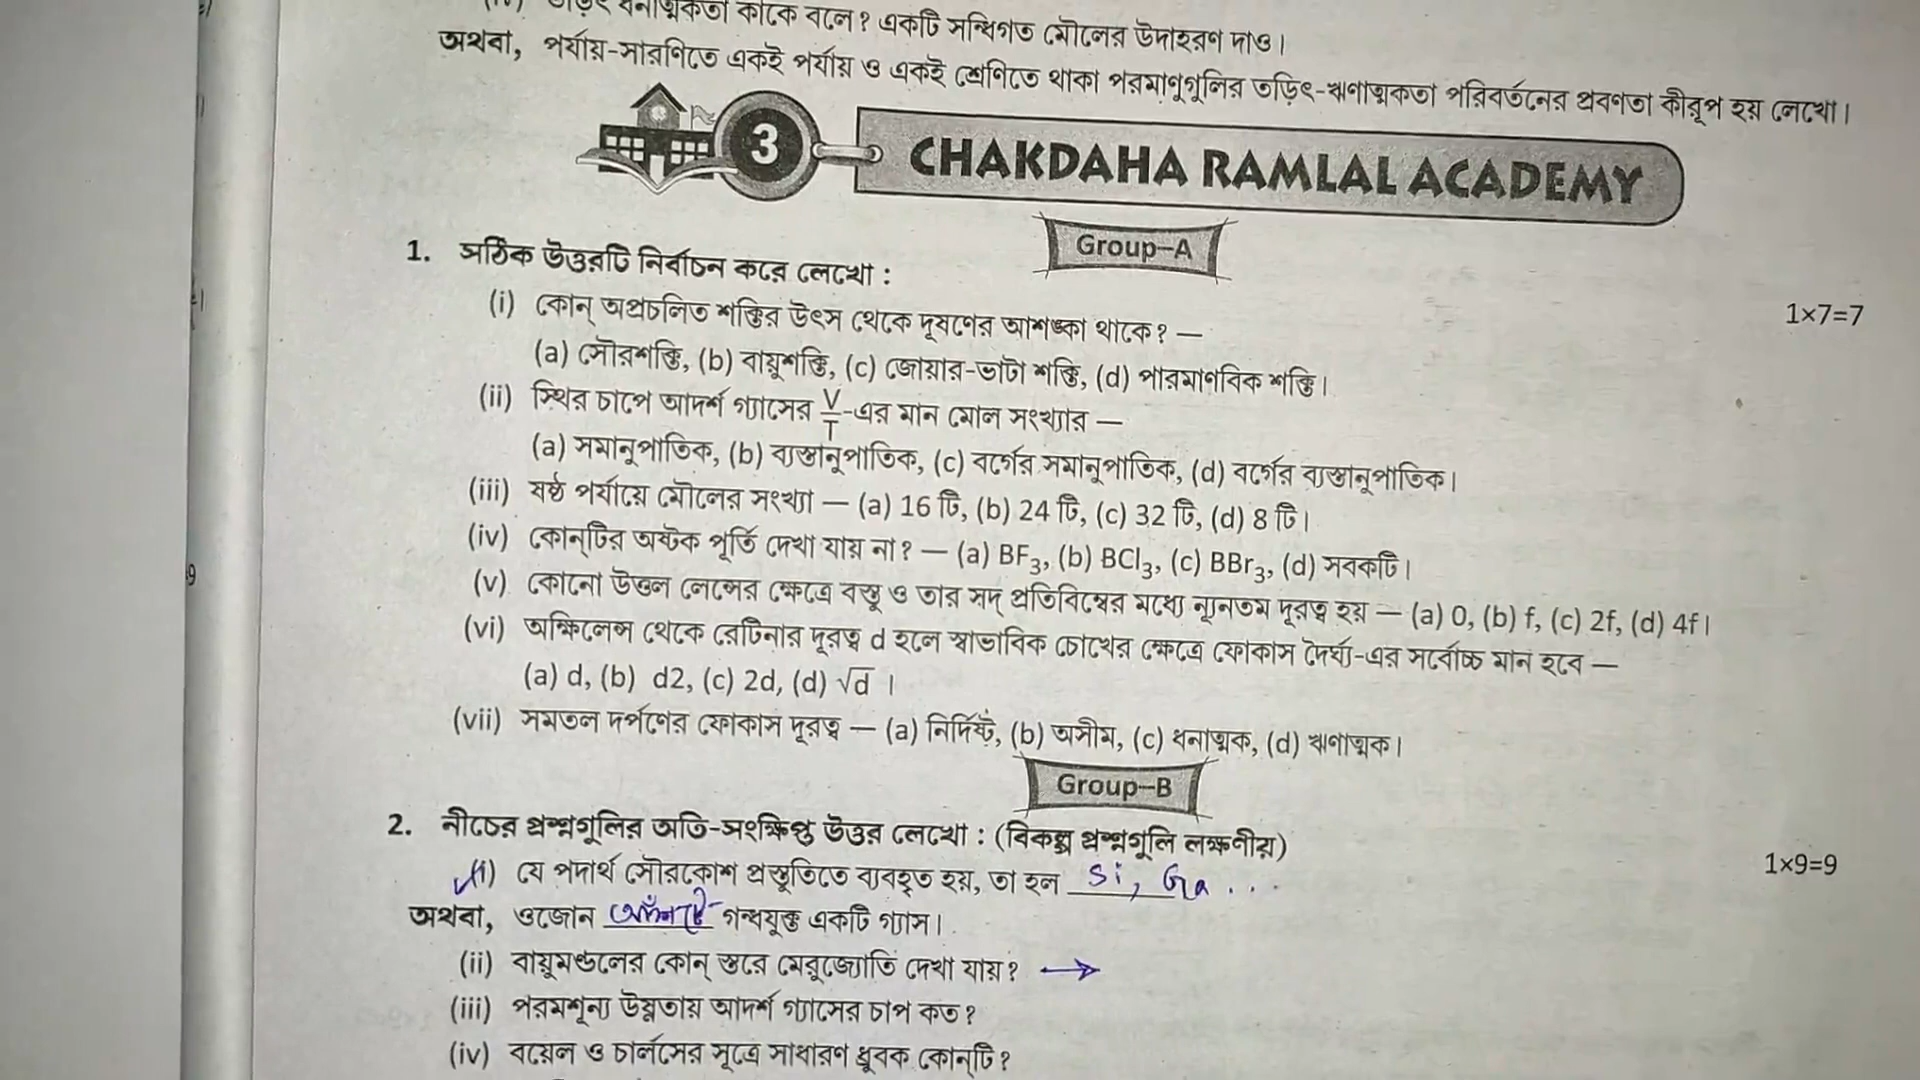 তড়িৎ ধনাত্মকতা কাকে বলে? একটি সন্ধিগত মৌলের উদাহরণ দাও।
অথবা, পর্যায়-সারণিতে একই পর্যায় ও একই শ্রেণিতে থাকা পরমাণুগুলির তড়িৎ-ঋণাত্মকতা পরিবর্তনের প্রবণতা কীরূপ হয় লেখো।
3 CHAKDAHA RAMLAL ACADEMY
Group–A
1. সঠিক উত্তরটি নির্বাচন করে লেখো :
1×7=7
(i) কোন্ অপ্রচলিত শক্তির উৎস থেকে দূষণের আশঙ্কা থাকে? —
(a) সৌরশক্তি, (b) বায়ুশক্তি, (c) জোয়ার-ভাটা শক্তি, (d) পারমাণবিক শক্তি।
(ii) স্থির চাপে আদর্শ গ্যাসের V/T-এর মান মোল সংখ্যার —
(a) সমানুপাতিক, (b) ব্যস্তানুপাতিক, (c) বর্গের সমানুপাতিক, (d) বর্গের ব্যস্তানুপাতিক।
(iii) ষষ্ঠ পর্যায়ে মৌলের সংখ্যা — (a) 16 টি, (b) 24 টি, (c) 32 টি, (d) 8 টি।
(iv) কোন্‌টির অষ্টক পূর্তি দেখা যায় না? — (a) BF₃, (b) BCl₃, (c) BBr₃, (d) সবকটি।
(v) কোনো উত্তল লেন্সের ক্ষেত্রে বস্তু ও তার সদ্ প্রতিবিম্বের মধ্যে ন্যূনতম দূরত্ব হয় — (a) 0, (b) f, (c) 2f, (d) 4f।
(vi) অক্ষিলেন্স থেকে রেটিনার দূরত্ব d হলে স্বাভাবিক চোখের ক্ষেত্রে ফোকাস দৈর্ঘ্য-এর সর্বোচ্চ মান হবে —
(a) d, (b) d2, (c) 2d, (d) √d ।
(vii) সমতল দর্পণের ফোকাস দূরত্ব — (a) নির্দিষ্ট, (b) অসীম, (c) ধনাত্মক, (d) ঋণাত্মক।
Group–B
2. নীচের প্রশ্নগুলির অতি-সংক্ষিপ্ত উত্তর লেখো : (বিকল্প প্রশ্নগুলি লক্ষণীয়)
1×9=9
(i) যে পদার্থ সৌরকোশ প্রস্তুতিতে ব্যবহৃত হয়, তা হল Si, Ga ...
অথবা, ওজোন আঁশটে গন্ধযুক্ত একটি গ্যাস।
(ii) বায়ুমণ্ডলের কোন্ স্তরে মেরুজ্যোতি দেখা যায়? →
(iii) পরমশূন্য উষ্ণতায় আদর্শ গ্যাসের চাপ কত?
(iv) বয়েল ও চার্লসের সূত্রে সাধারণ ধ্রুবক কোন্‌টি?